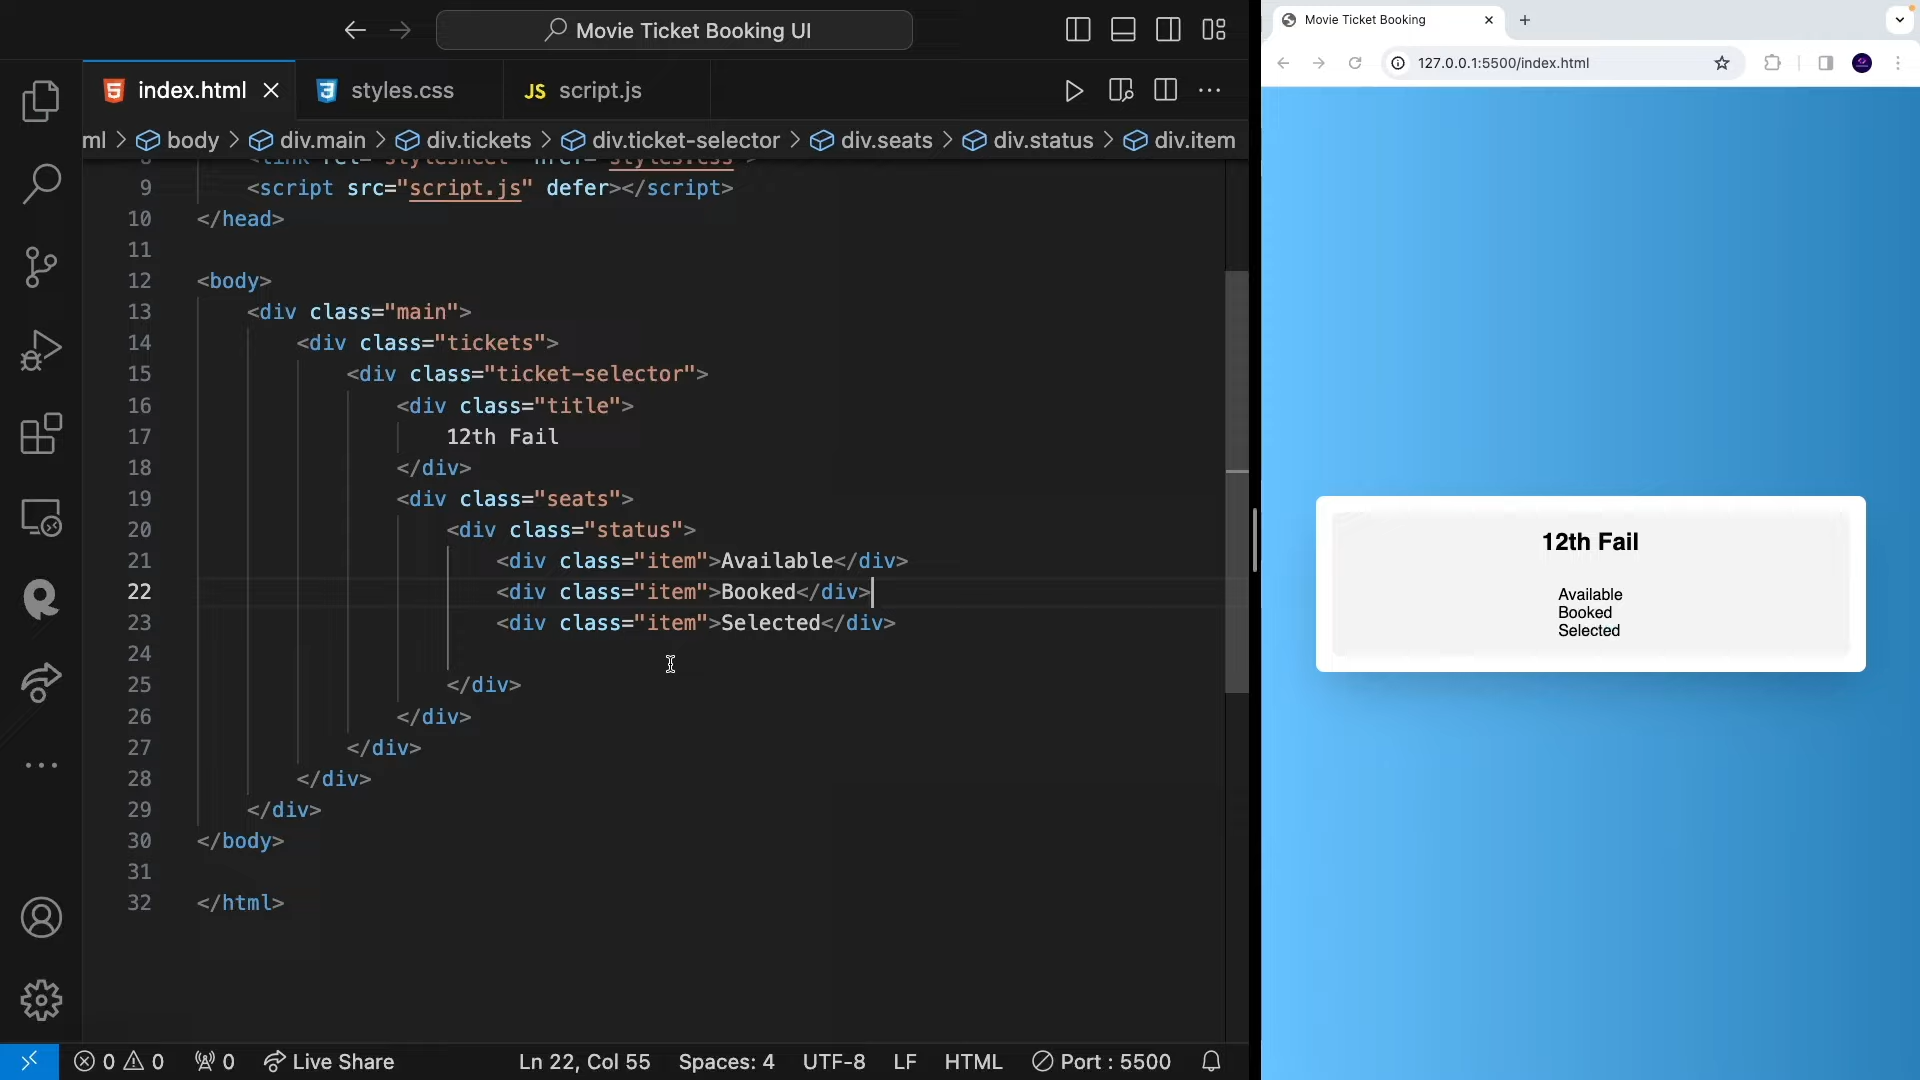 Movie Ticket Booking UI
index.html
styles.css
JS script.js
ml > body > div.main > div.tickets > div.ticket-selector > div.seats > div.status > div.item
8 <link rel="stylesheet" href="styles.css">
9 <script src="script.js" defer></script>
10 </head>
11
12 <body>
13 <div class="main">
14 <div class="tickets">
15 <div class="ticket-selector">
16 <div class="title">
17 12th Fail
18 </div>
19 <div class="seats">
20 <div class="status">
21 <div class="item">Available</div>
22 <div class="item">Booked</div>
23 <div class="item">Selected</div>
24
25 </div>
26 </div>
27 </div>
28 </div>
29 </div>
30 </body>
31
32 </html>
0 0 0 Live Share Ln 22, Col 55 Spaces: 4 UTF-8 LF HTML Port : 5500
Movie Ticket Booking
127.0.0.1:5500/index.html
12th Fail
Available
Booked
Selected